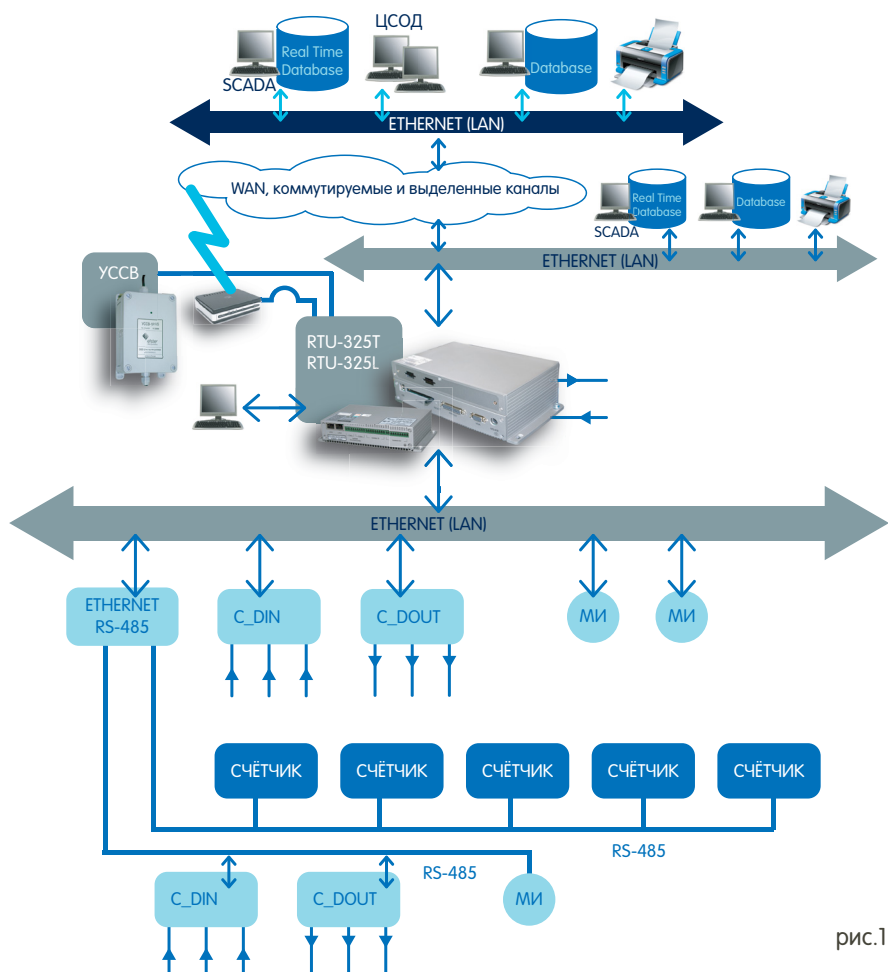 ЦСОД
Real Time
Database
SCADA
Database
ETHERNET (LAN)
WAN, коммутируемые и выделенные каналы
Real Time
Database
Database
SCADA
ETHERNET (LAN)
УССВ
RTU-325T
RTU-325L
ETHERNET (LAN)
ETHERNET
RS-485
C_DIN
C_DOUT
МИ
МИ
СЧЁТЧИК
СЧЁТЧИК
СЧЁТЧИК
СЧЁТЧИК
СЧЁТЧИК
RS-485
RS-485
C_DIN
C_DOUT
МИ
рис.1